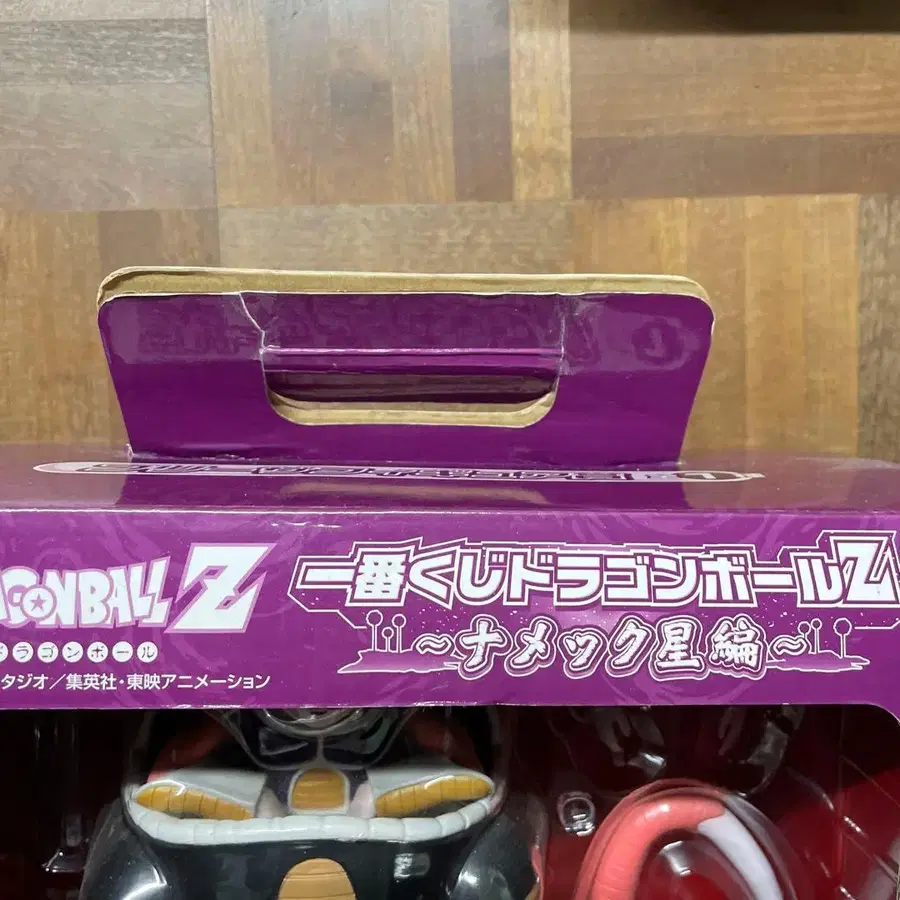 DRAGONBALL Z
ドラゴンボール
タジオ／集英社・東映アニメーション
一番くじドラゴンボールZ
～ナメック星編～